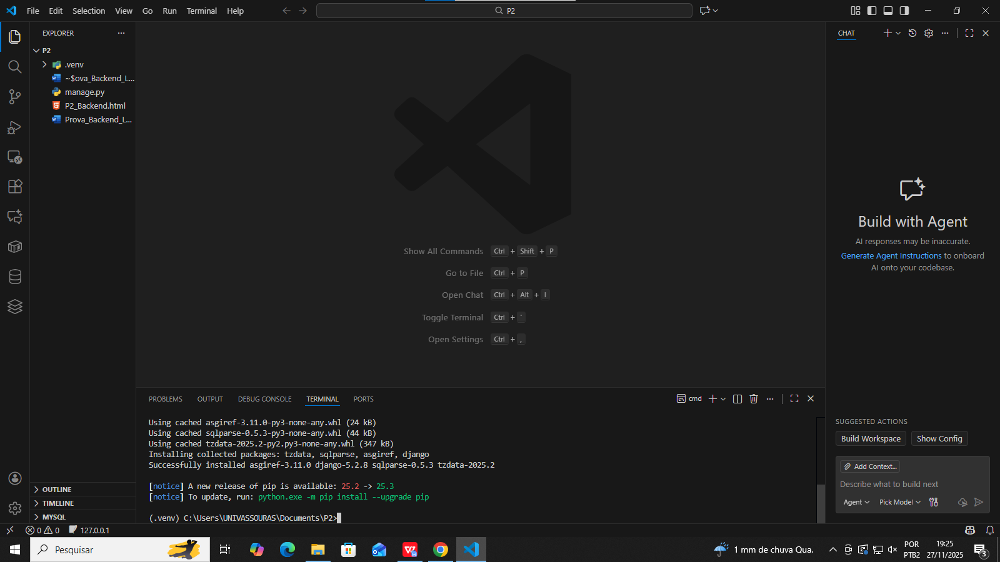 File Edit Selection View Go Run Terminal Help
P2
EXPLORER
P2
.venv
~$ova_Backend_L...
manage.py
P2_Backend.html
Prova_Backend_L...
OUTLINE
TIMELINE
MYSQL
Show All Commands Ctrl + Shift + P
Go to File Ctrl + P
Open Chat Ctrl + Alt + I
Toggle Terminal Ctrl + '
Open Settings Ctrl + ,
PROBLEMS OUTPUT DEBUG CONSOLE TERMINAL PORTS
cmd
Using cached asgiref-3.11.0-py3-none-any.whl (24 kB)
Using cached sqlparse-0.5.3-py3-none-any.whl (44 kB)
Using cached tzdata-2025.2-py2.py3-none-any.whl (347 kB)
Installing collected packages: tzdata, sqlparse, asgiref, django
Successfully installed asgiref-3.11.0 django-5.2.8 sqlparse-0.5.3 tzdata-2025.2
[notice] A new release of pip is available: 25.2 -> 25.3
[notice] To update, run: python.exe -m pip install --upgrade pip
(.venv) C:\Users\UNIVASSOURAS\Documents\P2>
CHAT
Build with Agent
AI responses may be inaccurate.
Generate Agent Instructions to onboard
AI onto your codebase.
SUGGESTED ACTIONS
Build Workspace Show Config
Add Context...
Describe what to build next
Agent Pick Model
0 0 127.0.0.1
Pesquisar
1 mm de chuva Qua.
POR
PTB2
19:25
27/11/2025
3